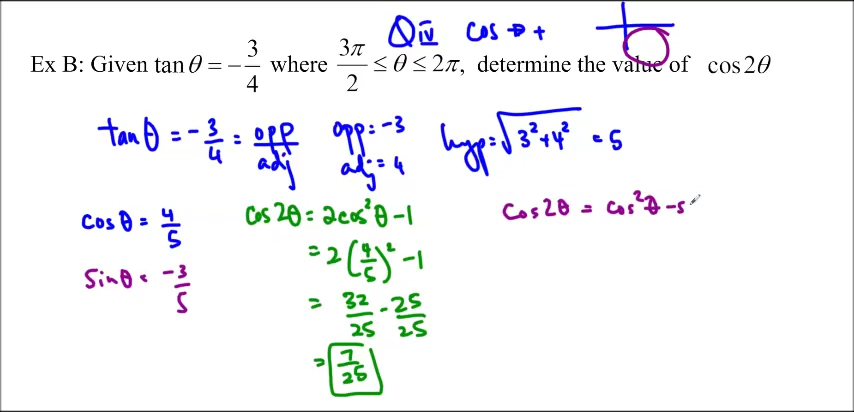 Q IV cos → +
Ex B: Given tan θ = -3/4 where 3π/2 ≤ θ ≤ 2π, determine the value of cos 2θ
tan θ = -3/4 = opp/adj
opp = -3
adj = 4
hyp = √(3² + 4²) = 5
cos θ = 4/5
sin θ = -3/5
cos 2θ = 2cos²θ - 1
= 2(4/5)² - 1
= 32/25 - 25/25
= 7/25
cos 2θ = cos²θ - s